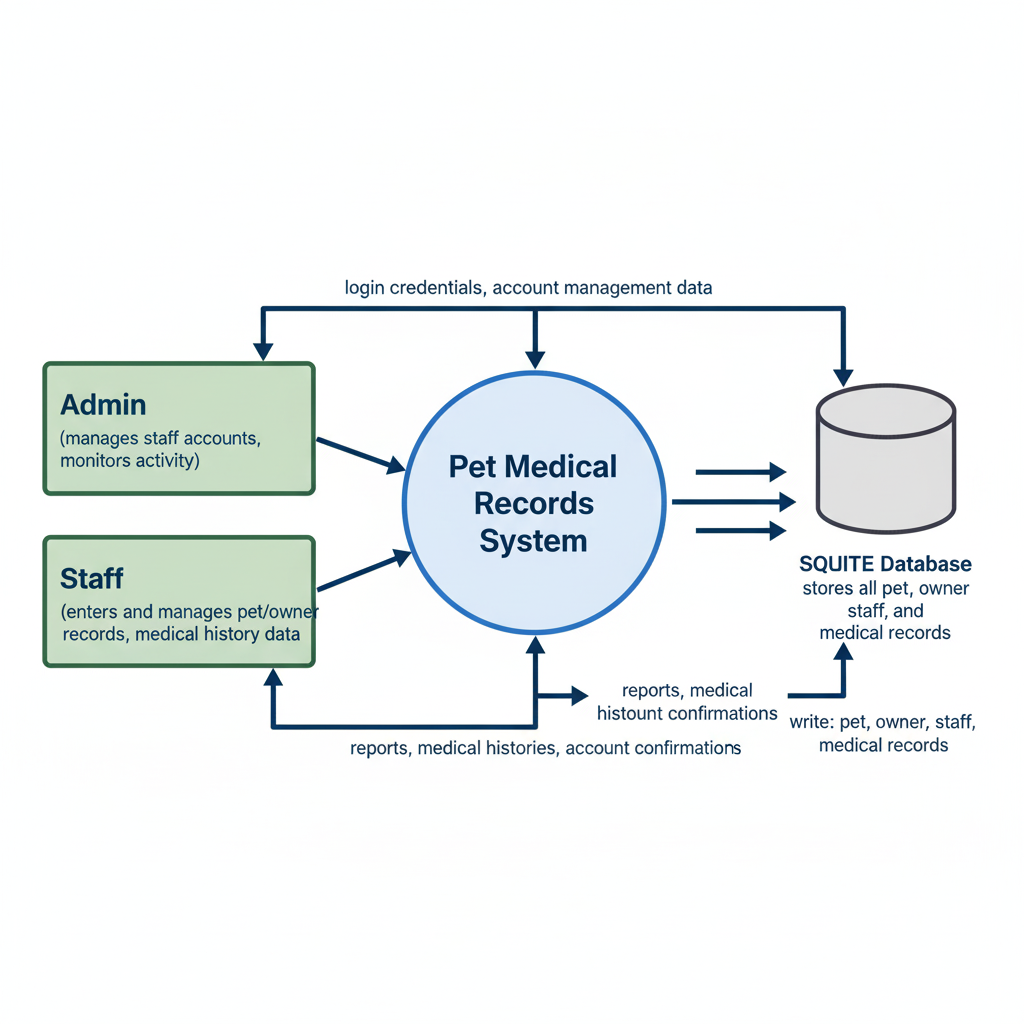 login credentials, account management data
Admin
(manages staff accounts,
monitors activity)
Staff
(enters and manages pet/owner
records, medical history data
Pet Medical
Records
System
SQUITE Database
stores all pet, owner
staff, and
medical records
reports, medical
histount confirmations
write: pet, owner, staff,
medical records
reports, medical histories, account confirmations